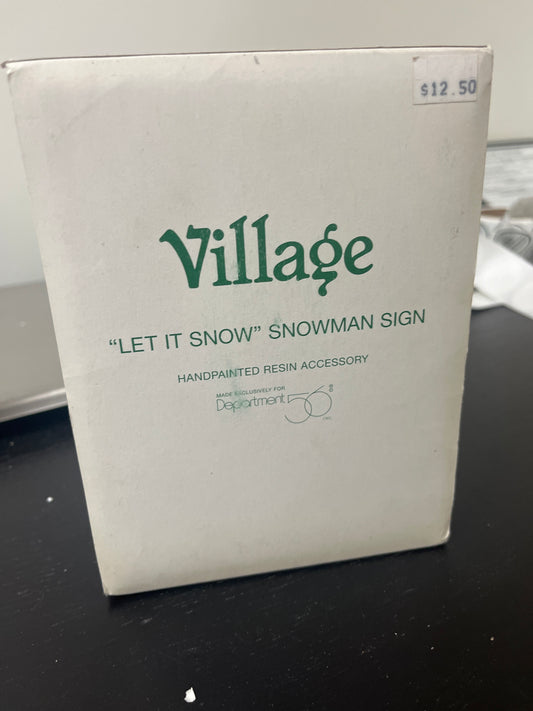 $12.50
Village
“LET IT SNOW” SNOWMAN SIGN
HANDPAINTED RESIN ACCESSORY
MADE EXCLUSIVELY FOR
Department 56 ®